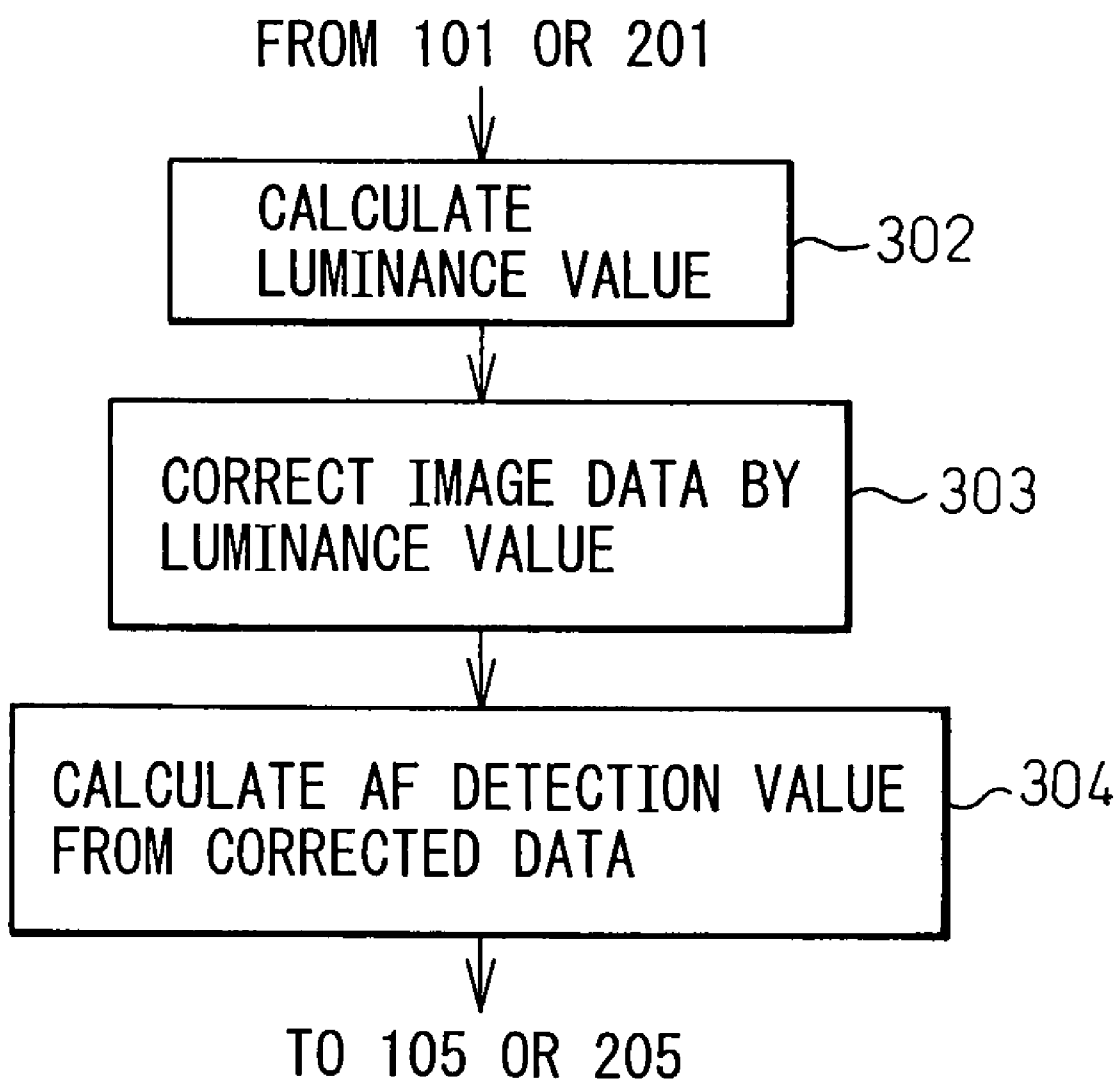 FROM 101 OR 201
CALCULATE
LUMINANCE VALUE
302
CORRECT IMAGE DATA BY
LUMINANCE VALUE
303
CALCULATE AF DETECTION VALUE
FROM CORRECTED DATA
304
TO 105 OR 205